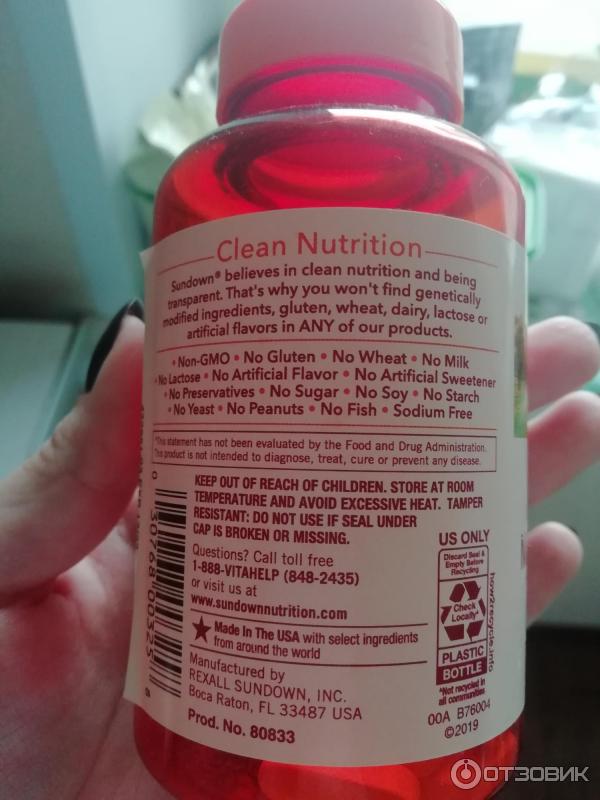 Clean Nutrition
Sundown® believes in clean nutrition and being
transparent. That's why you won't find genetically
modified ingredients, gluten, wheat, dairy, lactose or
artificial flavors in ANY of our products.
• Non-GMO • No Gluten • No Wheat • No Milk
• No Lactose • No Artificial Flavor • No Artificial Sweetener
• No Preservatives • No Sugar • No Soy • No Starch
• No Yeast • No Peanuts • No Fish • Sodium Free
*This statement has not been evaluated by the Food and Drug Administration.
This product is not intended to diagnose, treat, cure or prevent any disease.
KEEP OUT OF REACH OF CHILDREN. STORE AT ROOM
TEMPERATURE AND AVOID EXCESSIVE HEAT. TAMPER
RESISTANT: DO NOT USE IF SEAL UNDER
CAP IS BROKEN OR MISSING.
Questions? Call toll free
1-888-VITAHELP (848-2435)
or visit us at
www.sundownnutrition.com
Made In The USA with select ingredients
from around the world
Manufactured by
REXALL SUNDOWN, INC.
Boca Raton, FL 33487 USA
Prod. No. 80833
0 30768 00325 8
US ONLY
Discard Seal &
Empty Before
Recycling
Check
Locally*
PLASTIC
BOTTLE
*Not recycled in
all communities
how2recycle.info
00A B76004
©2019
ОТЗОВИК